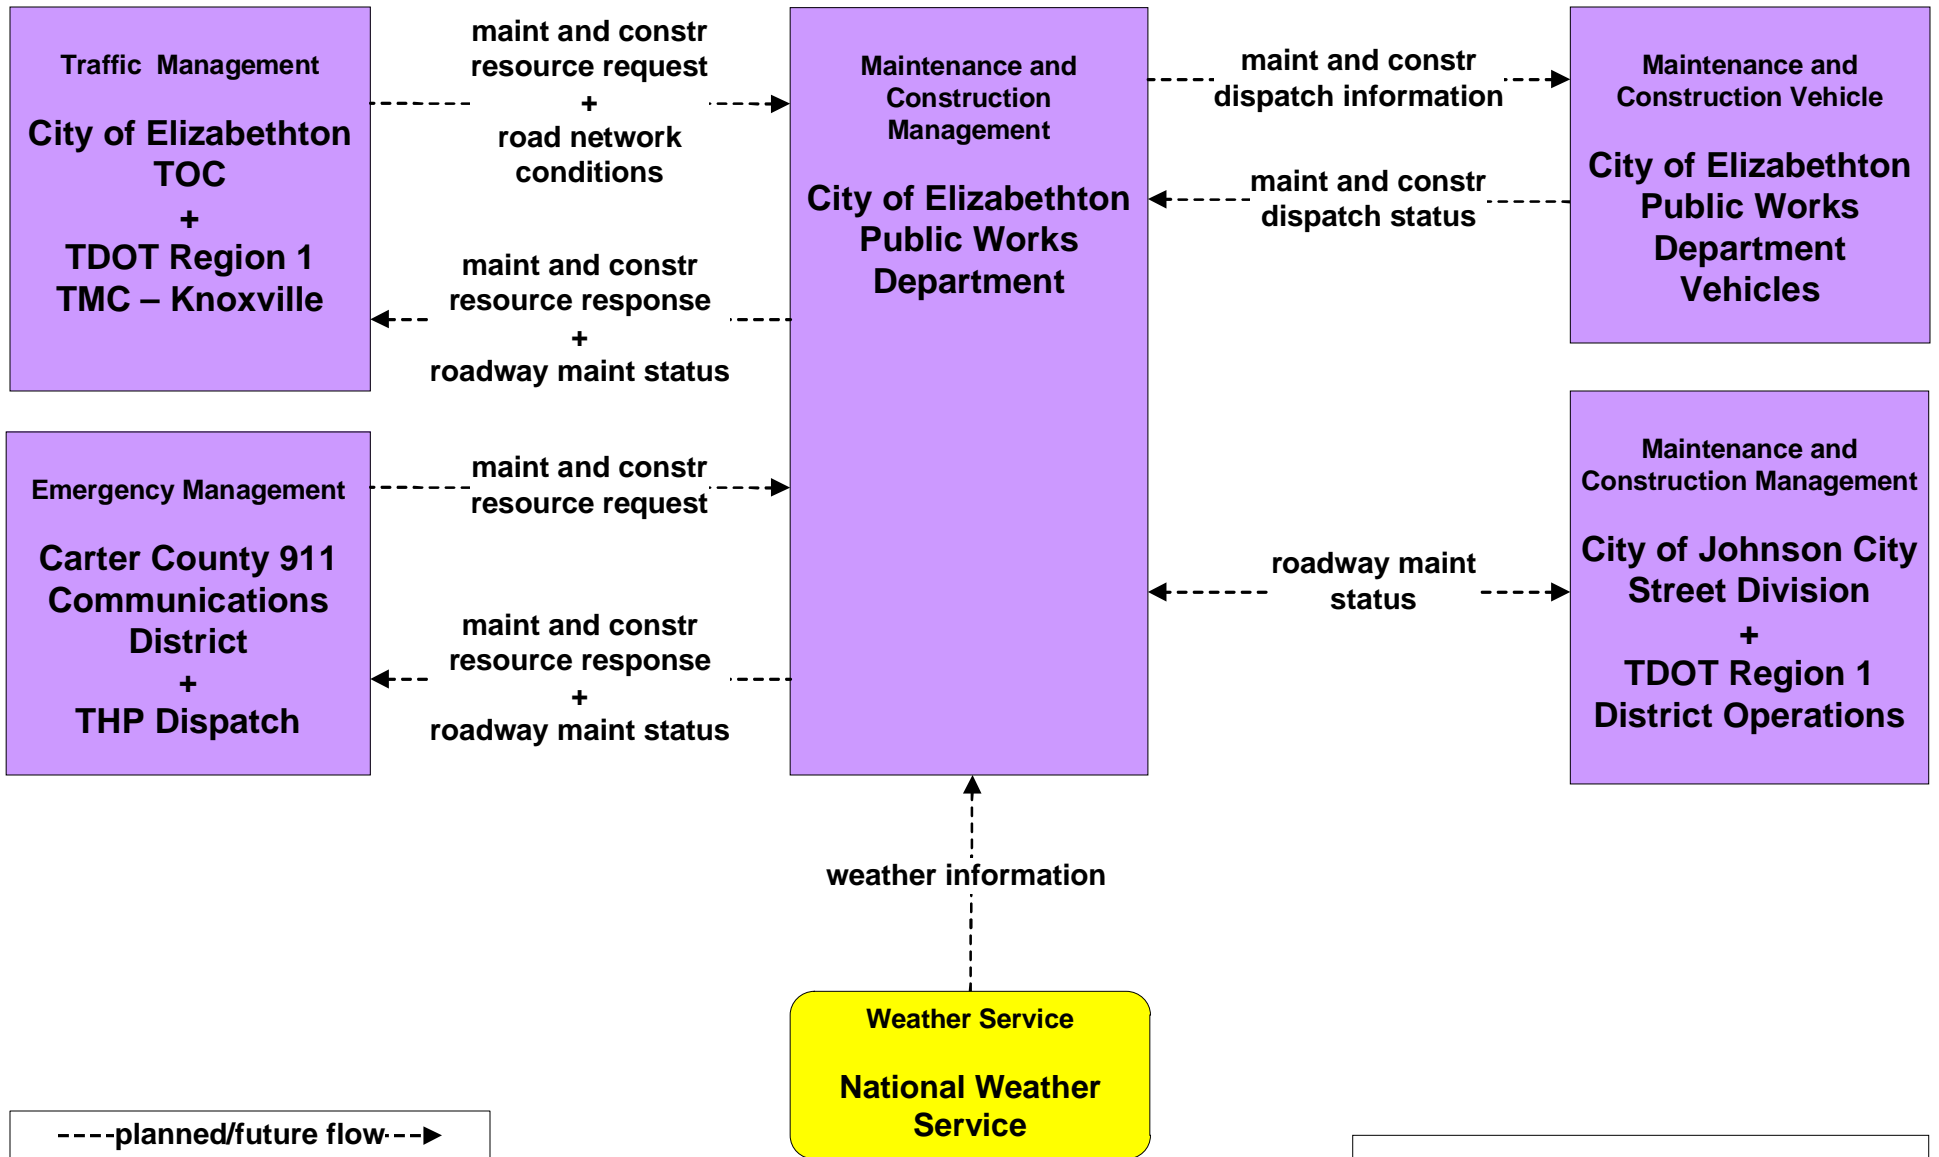 Traffic Management
City of Elizabethton
TOC
+
TDOT Region 1
TMC – Knoxville
maint and constr
resource request
+
road network
conditions
maint and constr
resource response
+
roadway maint status
Maintenance and
Construction
Management
City of Elizabethton
Public Works
Department
maint and constr
dispatch information
maint and constr
dispatch status
Maintenance and
Construction Vehicle
City of Elizabethton
Public Works
Department
Vehicles
Emergency Management
Carter County 911
Communications
District
+
THP Dispatch
maint and constr
resource request
maint and constr
resource response
+
roadway maint status
roadway maint
status
Maintenance and
Construction Management
City of Johnson City
Street Division
+
TDOT Region 1
District Operations
weather information
Weather Service
National Weather
Service
planned/future flow